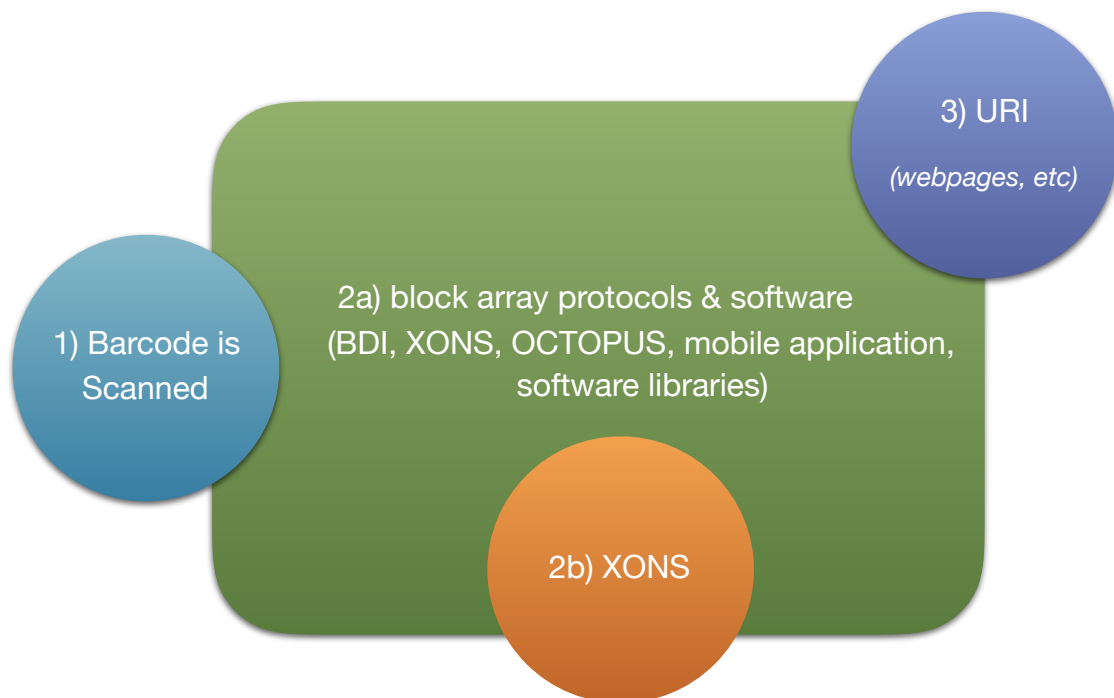 1) Barcode is
Scanned
2a) block array protocols & software
(BDI, XONS, OCTOPUS, mobile application,
software libraries)
2b) XONS
3) URI
(webpages, etc)